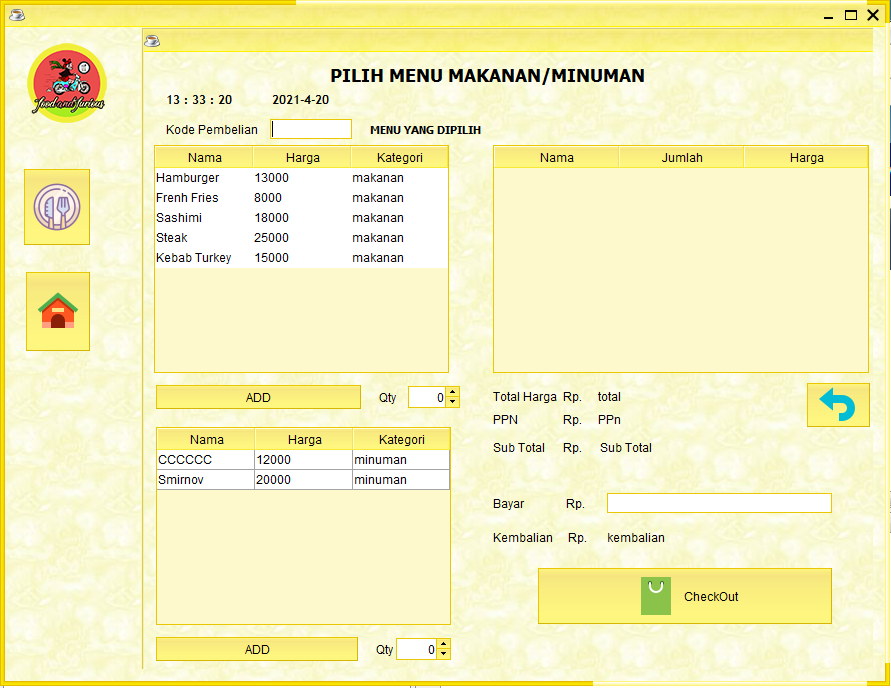 food and furious
PILIH MENU MAKANAN/MINUMAN
13 : 33 : 20 2021-4-20
Kode Pembelian MENU YANG DIPILIH
Nama Harga Kategori
Hamburger 13000 makanan
Frenh Fries 8000 makanan
Sashimi 18000 makanan
Steak 25000 makanan
Kebab Turkey 15000 makanan
ADD Qty 0
Nama Harga Kategori
CCCCCC 12000 minuman
Smirnov 20000 minuman
ADD Qty 0
Nama Jumlah Harga
Total Harga Rp. total
PPN Rp. PPn
Sub Total Rp. Sub Total
Bayar Rp.
Kembalian Rp. kembalian
CheckOut